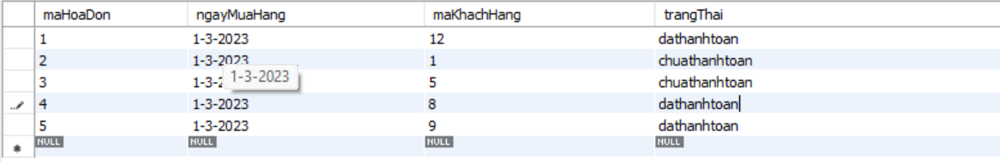 maHoaDon ngayMuaHang maKhachHang trangThai
1 1-3-2023 12 dathanhtoan
2 1-3-2023 1 chuathanhtoan
3 1-3-2 5 chuathanhtoan
1-3-2023
4 1-3-2023 8 dathanhtoan
5 1-3-2023 9 dathanhtoan
NULL NULL NULL NULL